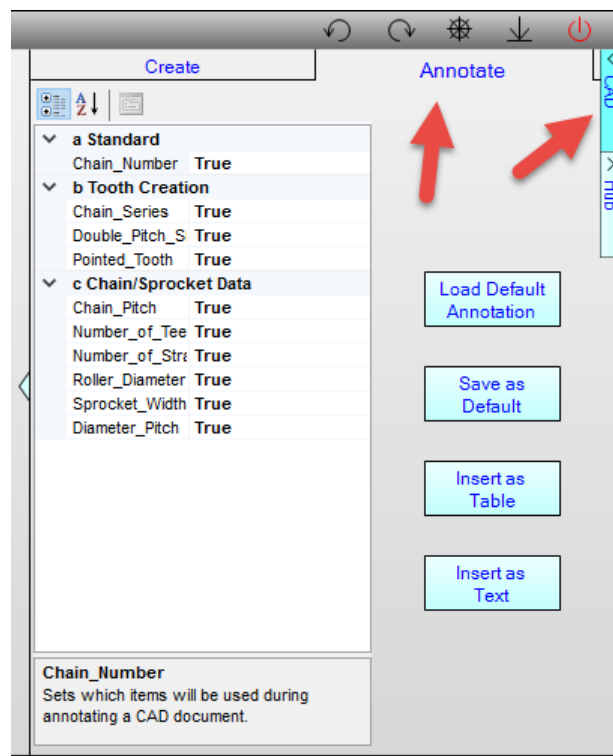 Create
Annotate
CAD
HUB
a Standard
Chain_Number True
b Tooth Creation
Chain_Series True
Double_Pitch_S True
Pointed_Tooth True
c Chain/Sprocket Data
Chain_Pitch True
Number_of_Tee True
Number_of_Stra True
Roller_Diameter True
Sprocket_Width True
Diameter_Pitch True
Load Default
Annotation
Save as
Default
Insert as
Table
Insert as
Text
Chain_Number
Sets which items will be used during
annotating a CAD document.